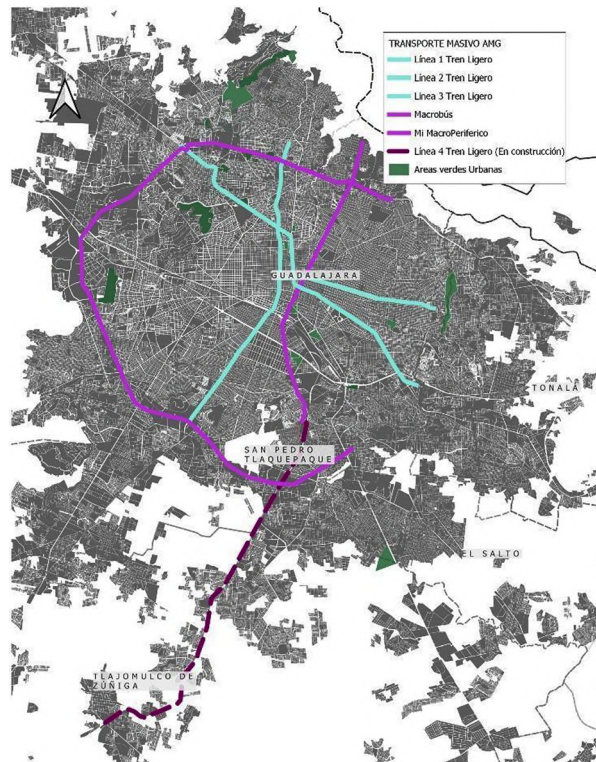 TRANSPORTE MASIVO AMG
Línea 1 Tren Ligero
Línea 2 Tren Ligero
Línea 3 Tren Ligero
Macrobús
Mi MacroPeriferico
Línea 4 Tren Ligero (En construcción)
Areas verdes Urbanas
GUADALAJARA
TONALÁ
SAN PEDRO
TLAQUEPAQUE
EL SALTO
TLAJOMULCO DE
ZÚÑIGA